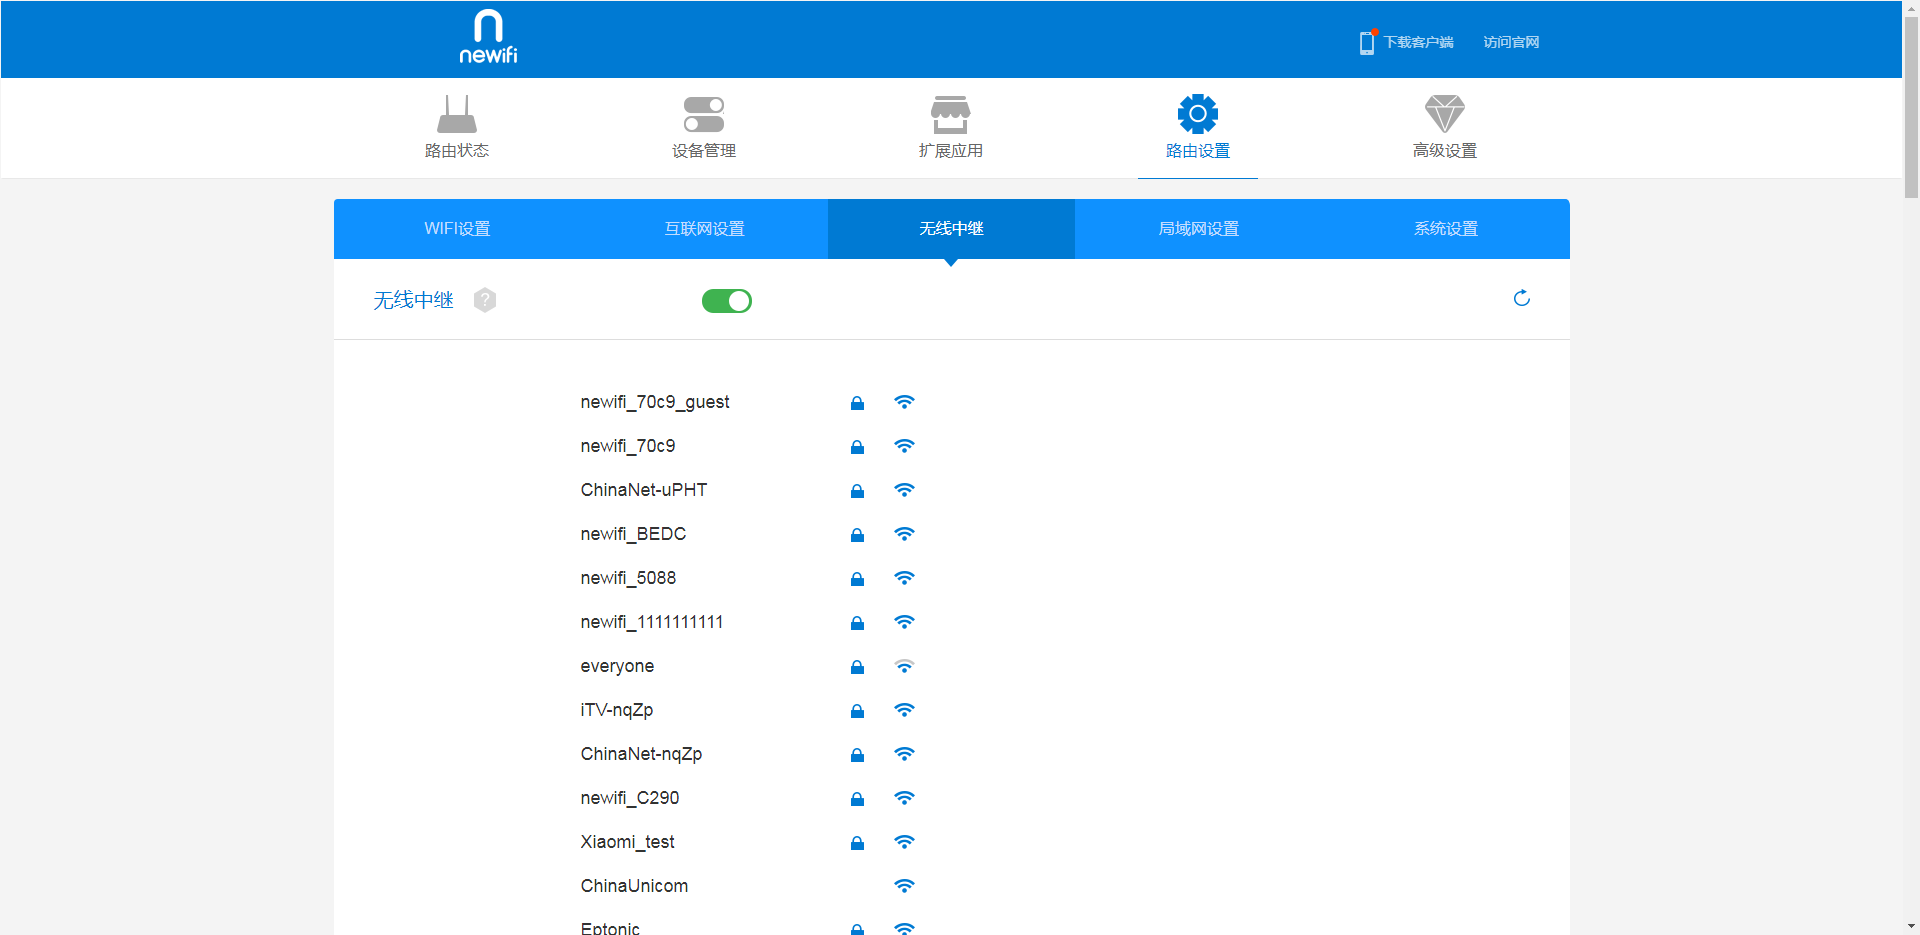 newifi
下载客户端 访问官网
路由状态 设备管理 扩展应用 路由设置 高级设置
WIFI设置 互联网设置 无线中继 局域网设置 系统设置
无线中继 ?
newifi_70c9_guest
newifi_70c9
ChinaNet-uPHT
newifi_BEDC
newifi_5088
newifi_1111111111
everyone
iTV-nqZp
ChinaNet-nqZp
newifi_C290
Xiaomi_test
ChinaUnicom
Eptonic